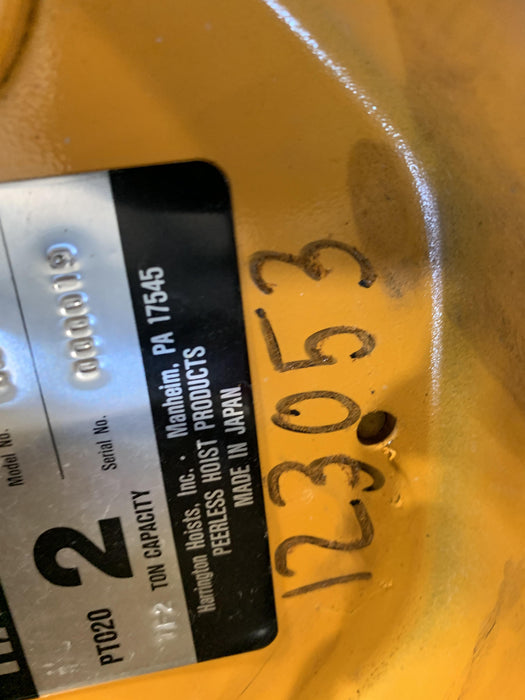 Model No.
Serial No. 000019
2
PT020
TON CAPACITY
Harrington Hoists, Inc. · Manheim, PA 17545
PEERLESS HOIST PRODUCTS
MADE IN JAPAN
123053